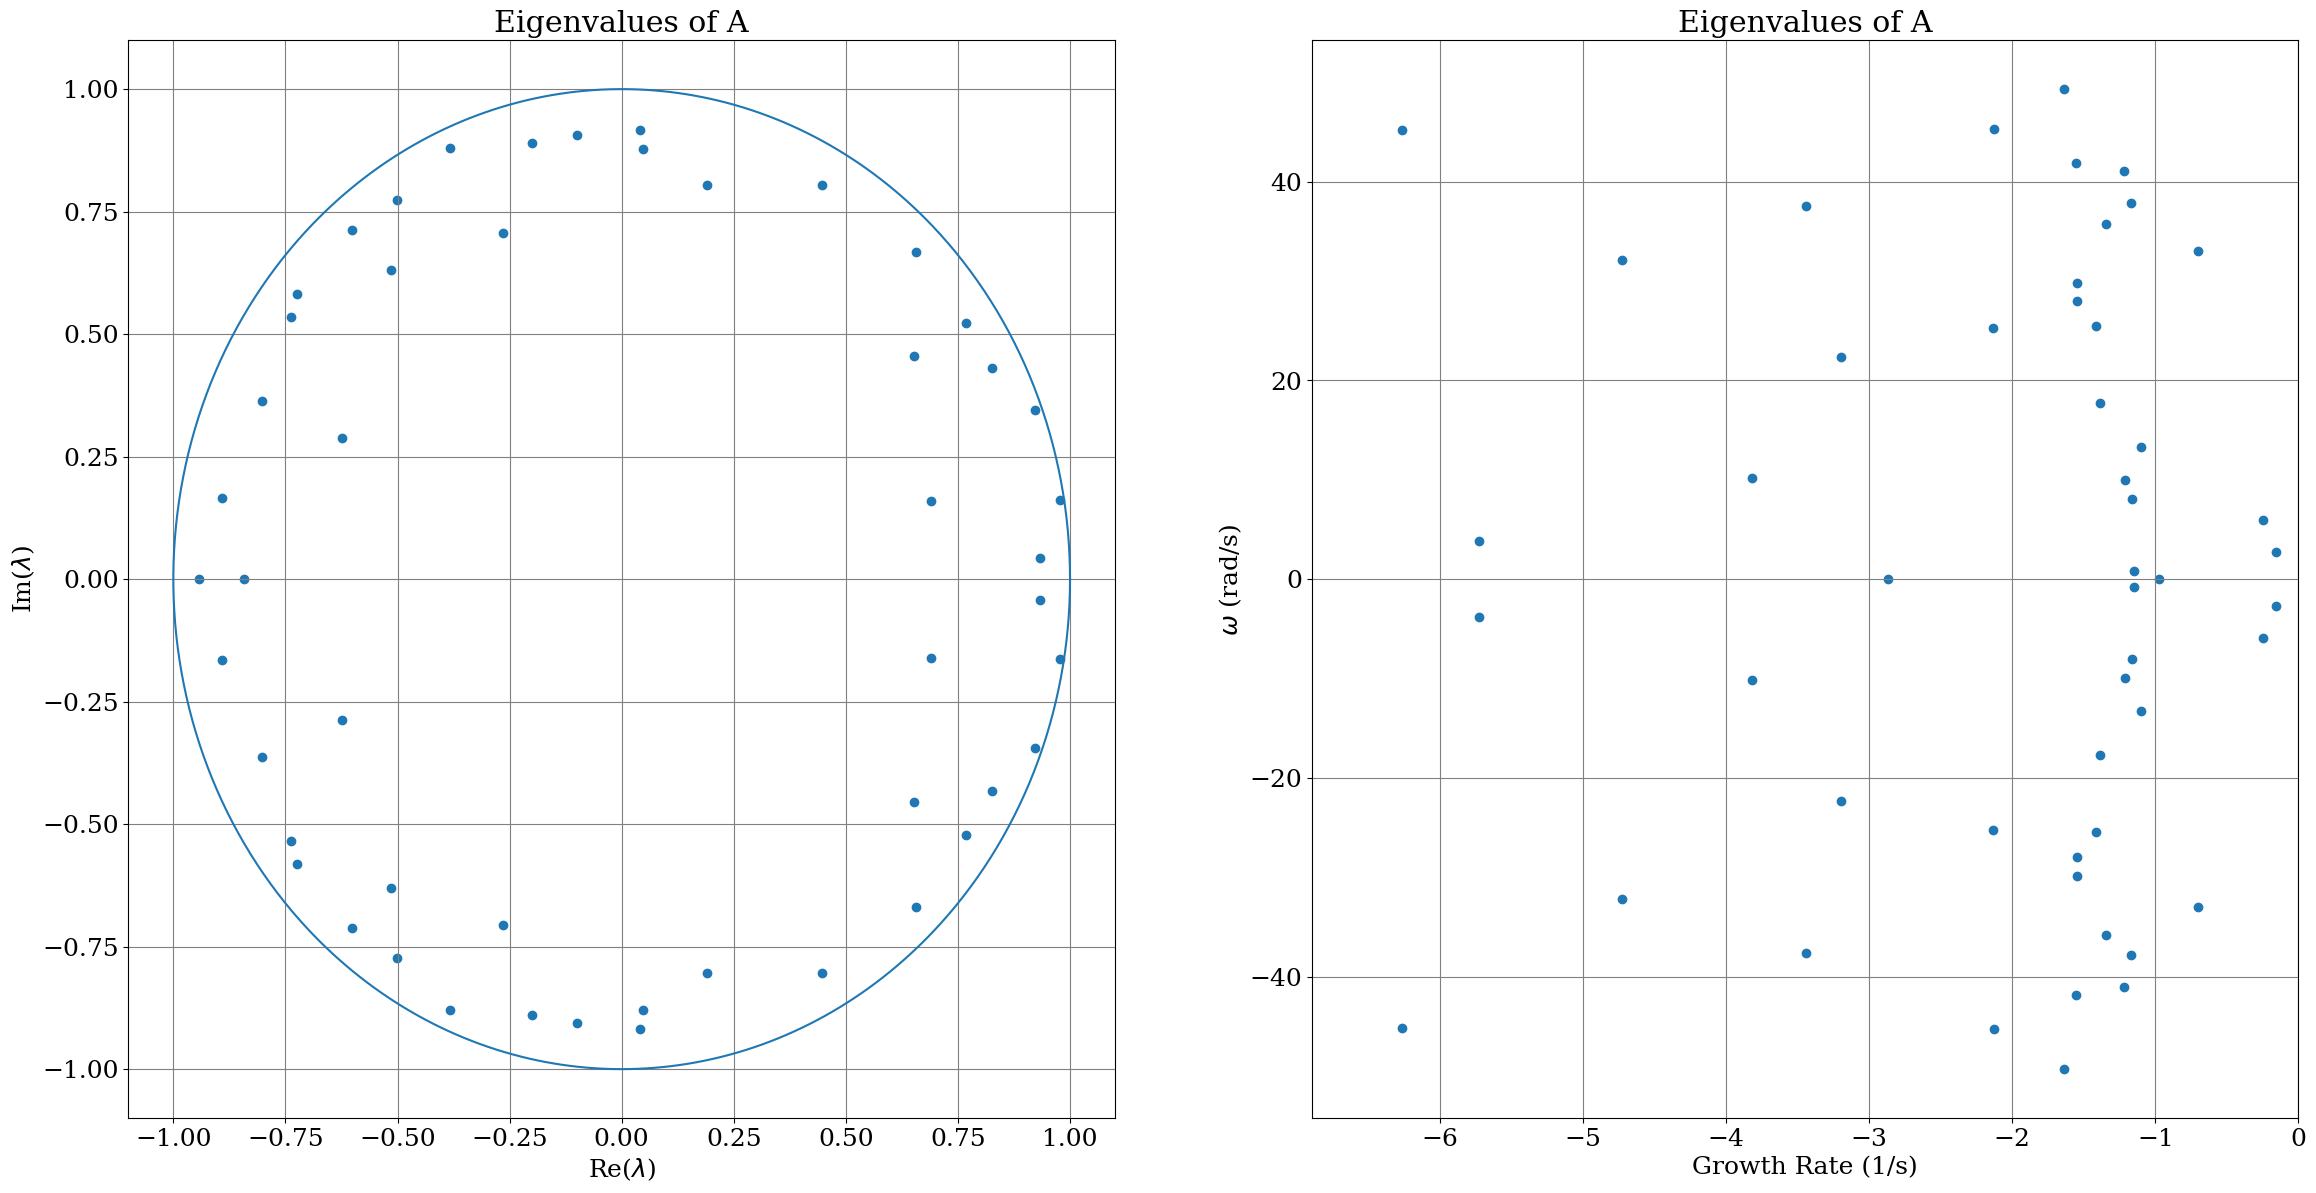 Eigenvalues of A
1.00
0.75
0.50
0.25
0.00
−0.25
−0.50
−0.75
−1.00
Im(λ)
−1.00 −0.75 −0.50 −0.25 0.00 0.25 0.50 0.75 1.00
Re(λ)
Eigenvalues of A
40
20
0
−20
−40
ω (rad/s)
−6 −5 −4 −3 −2 −1 0
Growth Rate (1/s)